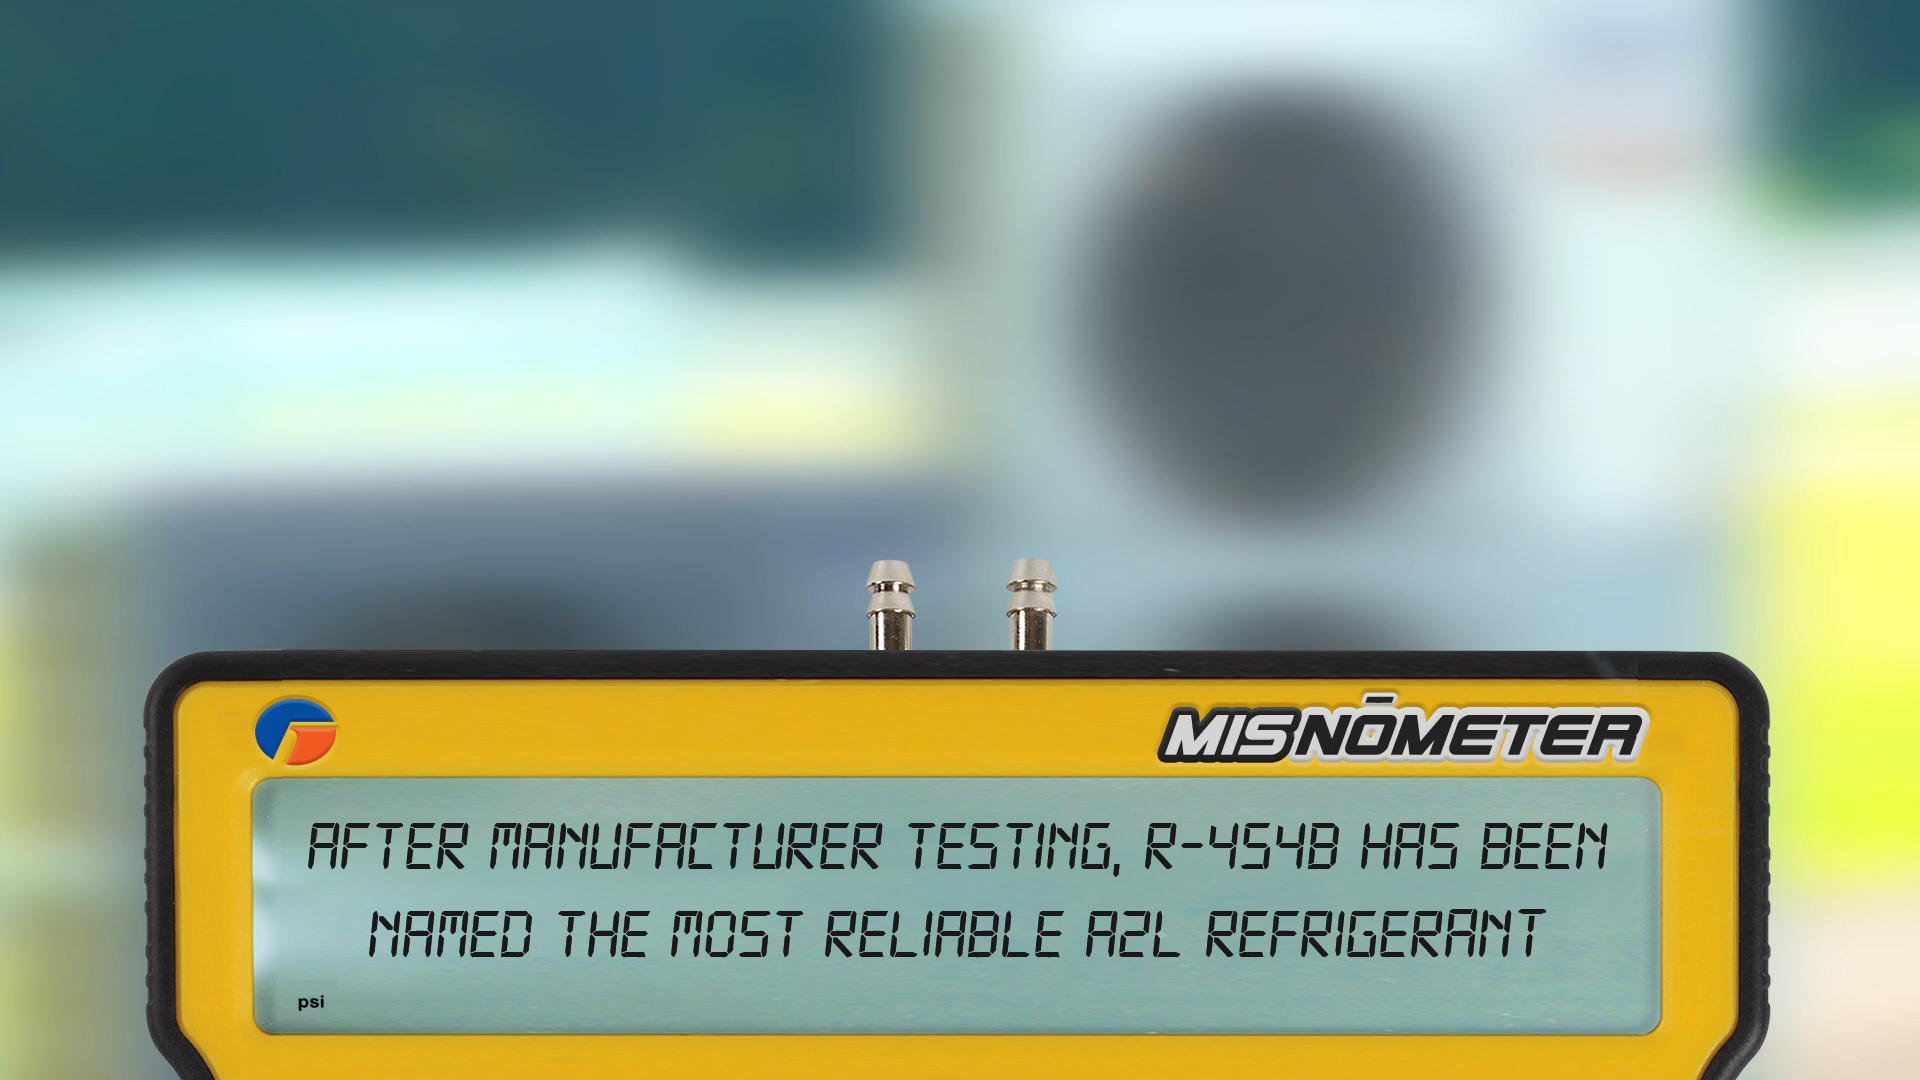 MISNŌMETER
AFTER MANUFACTURER TESTING, R-454B HAS BEEN
NAMED THE MOST RELIABLE A2L REFRIGERANT
psi